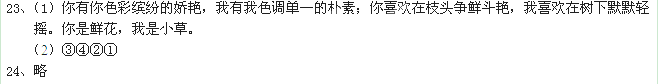 23、（1）你有你色彩缤纷的娇艳，我有我色调单一的朴素；你喜欢在枝头争鲜斗艳，我喜欢在树下默默轻
摇。你是鲜花，我是小草。
（2）③④②①
24、略